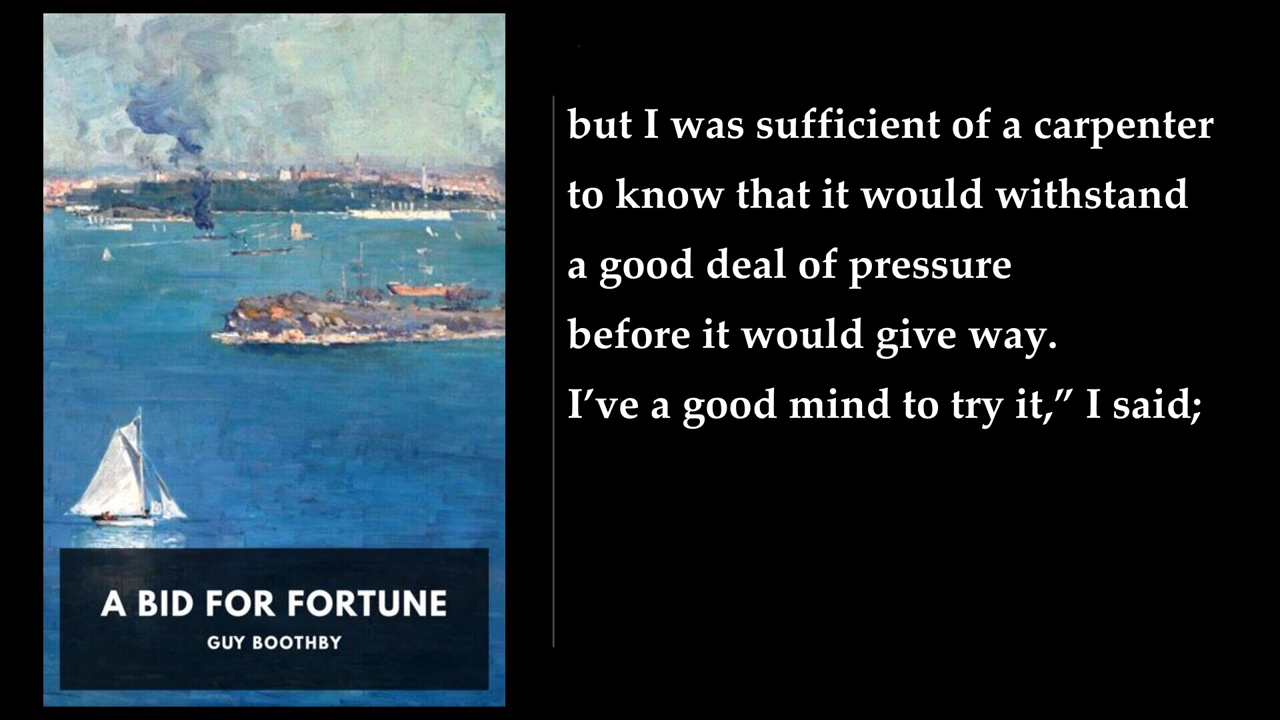 A BID FOR FORTUNE
GUY BOOTHBY
but I was sufficient of a carpenter
to know that it would withstand
a good deal of pressure
before it would give way.
I’ve a good mind to try it,” I said;